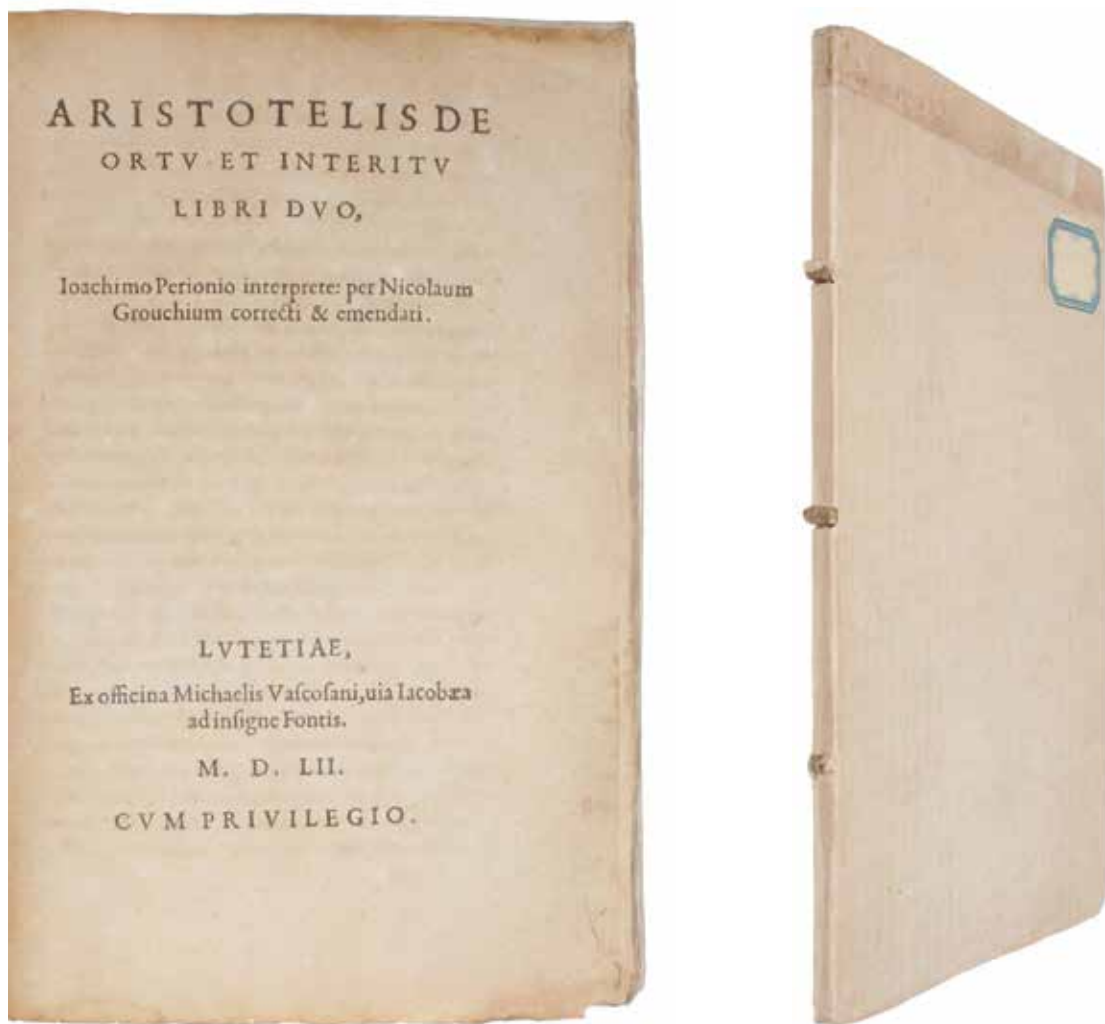 ARISTOTELIS DE
ORTV ET INTERITV
LIBRI DVO,
Ioachimo Perionio interprete: per Nicolaum
Grouchium correcti & emendati.
LVTETIAE,
Ex officina Michaelis Vaſcoſani, uia Iacobæa
ad inſigne Fontis.
M. D. LII.
CVM PRIVILEGIO.